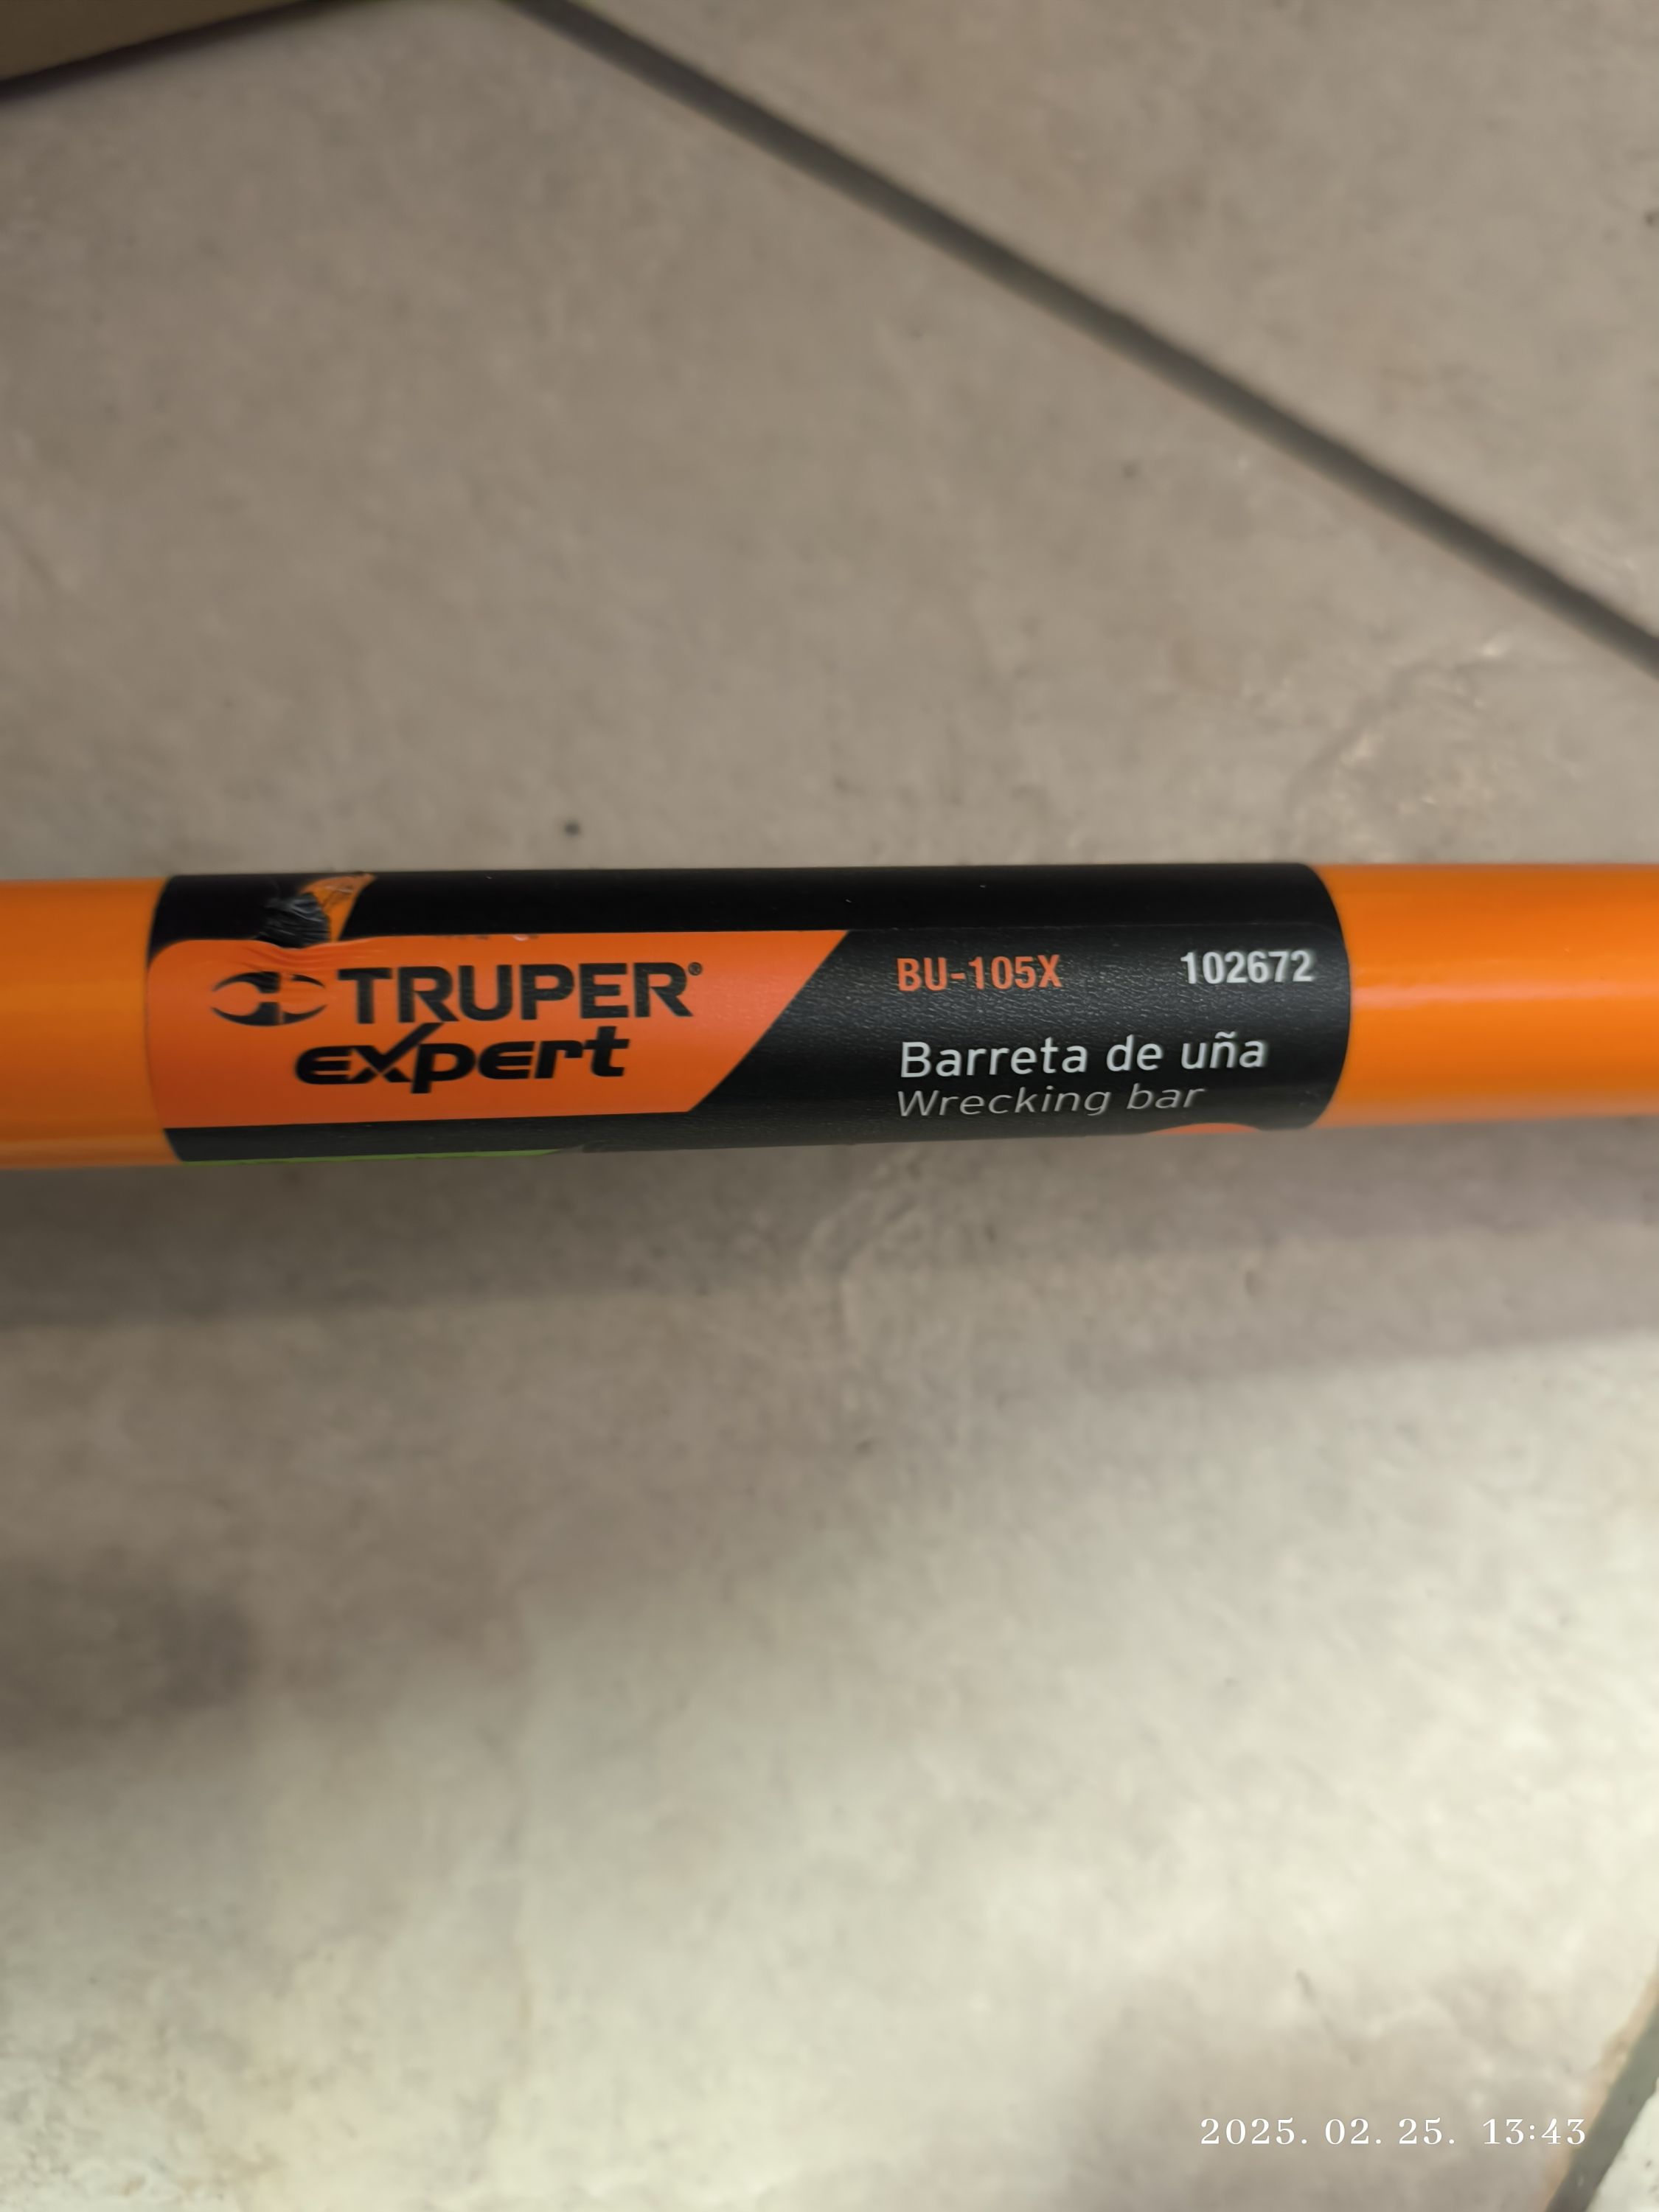 TRUPER®
expert
BU-105X 102672
Barreta de uña
Wrecking bar
2025. 02. 25. 13:43